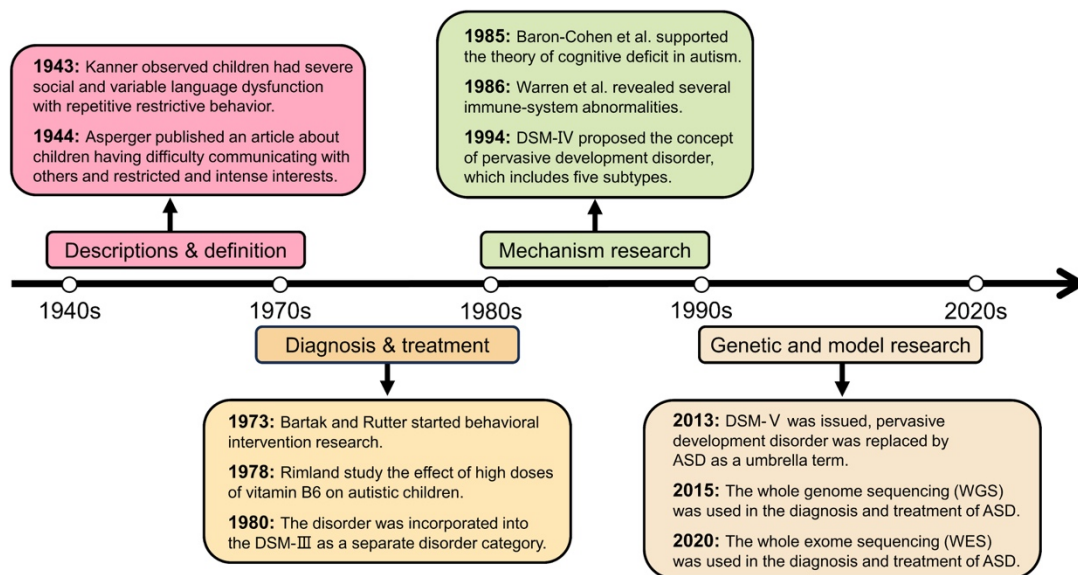 1943: Kanner observed children had severe
social and variable language dysfunction
with repetitive restrictive behavior.
1944: Asperger published an article about
children having difficulty communicating with
others and restricted and intense interests.
1985: Baron-Cohen et al. supported
the theory of cognitive deficit in autism.
1986: Warren et al. revealed several
immune-system abnormalities.
1994: DSM-IV proposed the concept
of pervasive development disorder,
which includes five subtypes.
Descriptions & definition
Mechanism research
1940s
1970s
1980s
1990s
2020s
Diagnosis & treatment
Genetic and model research
1973: Bartak and Rutter started behavioral
intervention research.
1978: Rimland study the effect of high doses
of vitamin B6 on autistic children.
1980: The disorder was incorporated into
the DSM-III as a separate disorder category.
2013: DSM-V was issued, pervasive
development disorder was replaced by
ASD as a umbrella term.
2015: The whole genome sequencing (WGS)
was used in the diagnosis and treatment of ASD.
2020: The whole exome sequencing (WES)
was used in the diagnosis and treatment of ASD.